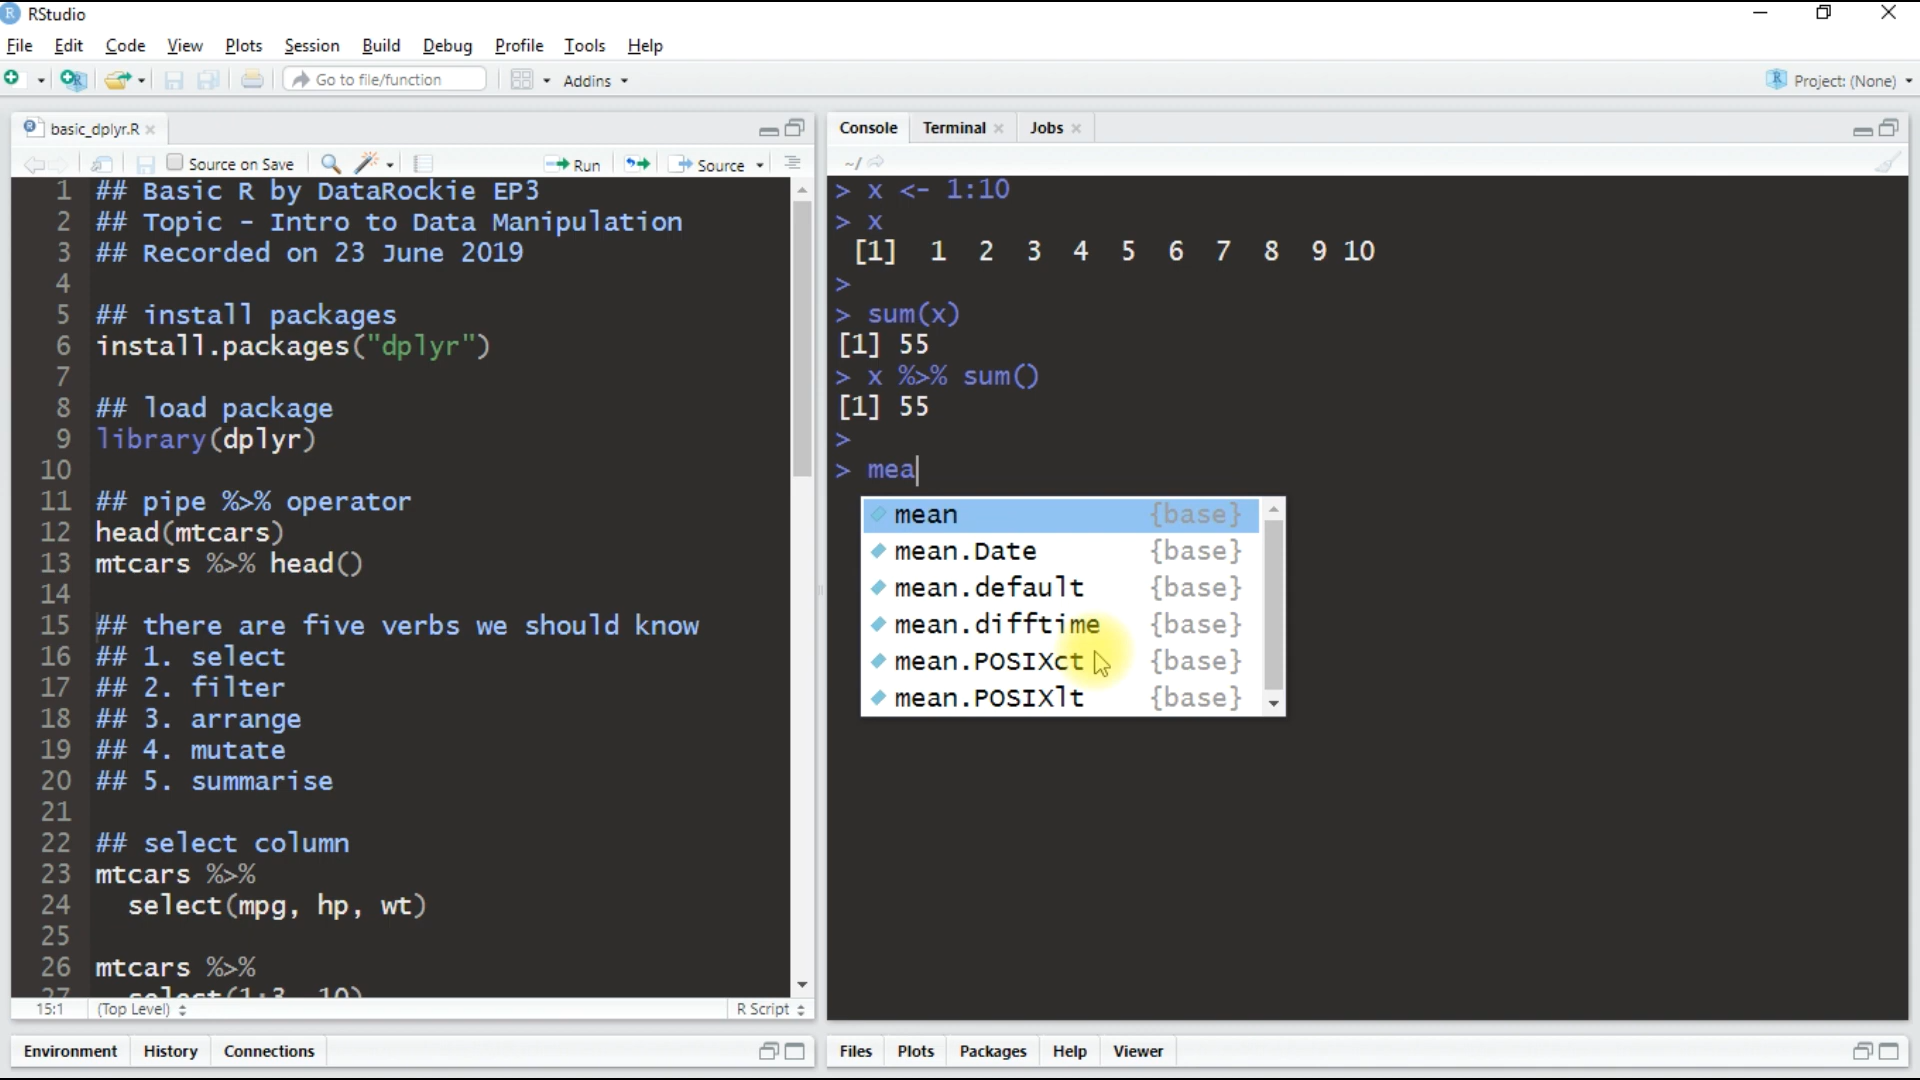 RStudio
File Edit Code View Plots Session Build Debug Profile Tools Help
Go to file/function Addins Project: (None)
basic_dplyr.R
Source on Save Run Source
1 ## Basic R by DataRockie EP3
2 ## Topic - Intro to Data Manipulation
3 ## Recorded on 23 June 2019
4
5 ## install packages
6 install.packages("dplyr")
7
8 ## load package
9 library(dplyr)
10
11 ## pipe %>% operator
12 head(mtcars)
13 mtcars %>% head()
14
15 ## there are five verbs we should know
16 ## 1. select
17 ## 2. filter
18 ## 3. arrange
19 ## 4. mutate
20 ## 5. summarise
21
22 ## select column
23 mtcars %>%
24 select(mpg, hp, wt)
25
26 mtcars %>%
27 select(1:3, 10)
15:1 (Top Level) R Script
Environment History Connections
Console Terminal Jobs
~/
> x <- 1:10
> x
[1] 1 2 3 4 5 6 7 8 9 10
>
> sum(x)
[1] 55
> x %>% sum()
[1] 55
>
> mea
mean {base}
mean.Date {base}
mean.default {base}
mean.difftime {base}
mean.POSIXct {base}
mean.POSIXlt {base}
Files Plots Packages Help Viewer